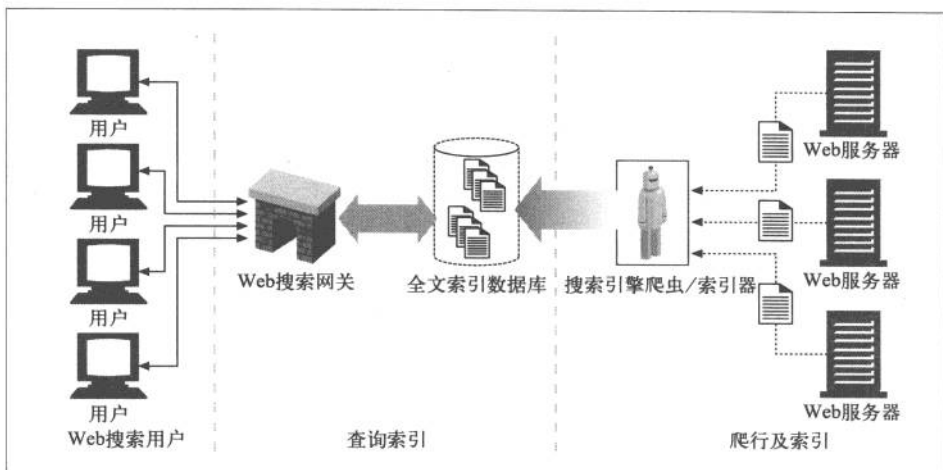 用户
用户
用户
用户
Web搜索用户
Web搜索网关
全文索引数据库
查询索引
搜索引擎爬虫/索引器
Web服务器
Web服务器
Web服务器
爬行及索引